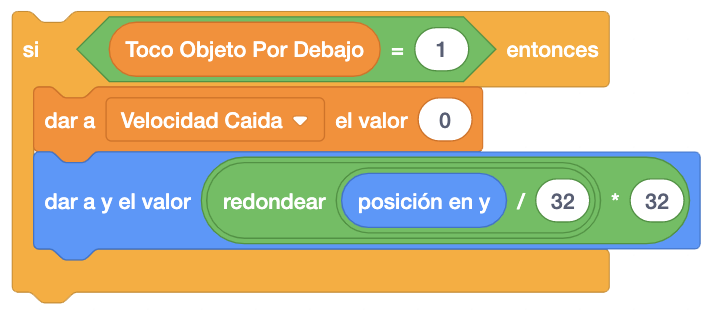 si Toco Objeto Por Debajo = 1 entonces
dar a Velocidad Caida el valor 0
dar a y el valor redondear posición en y / 32 * 32